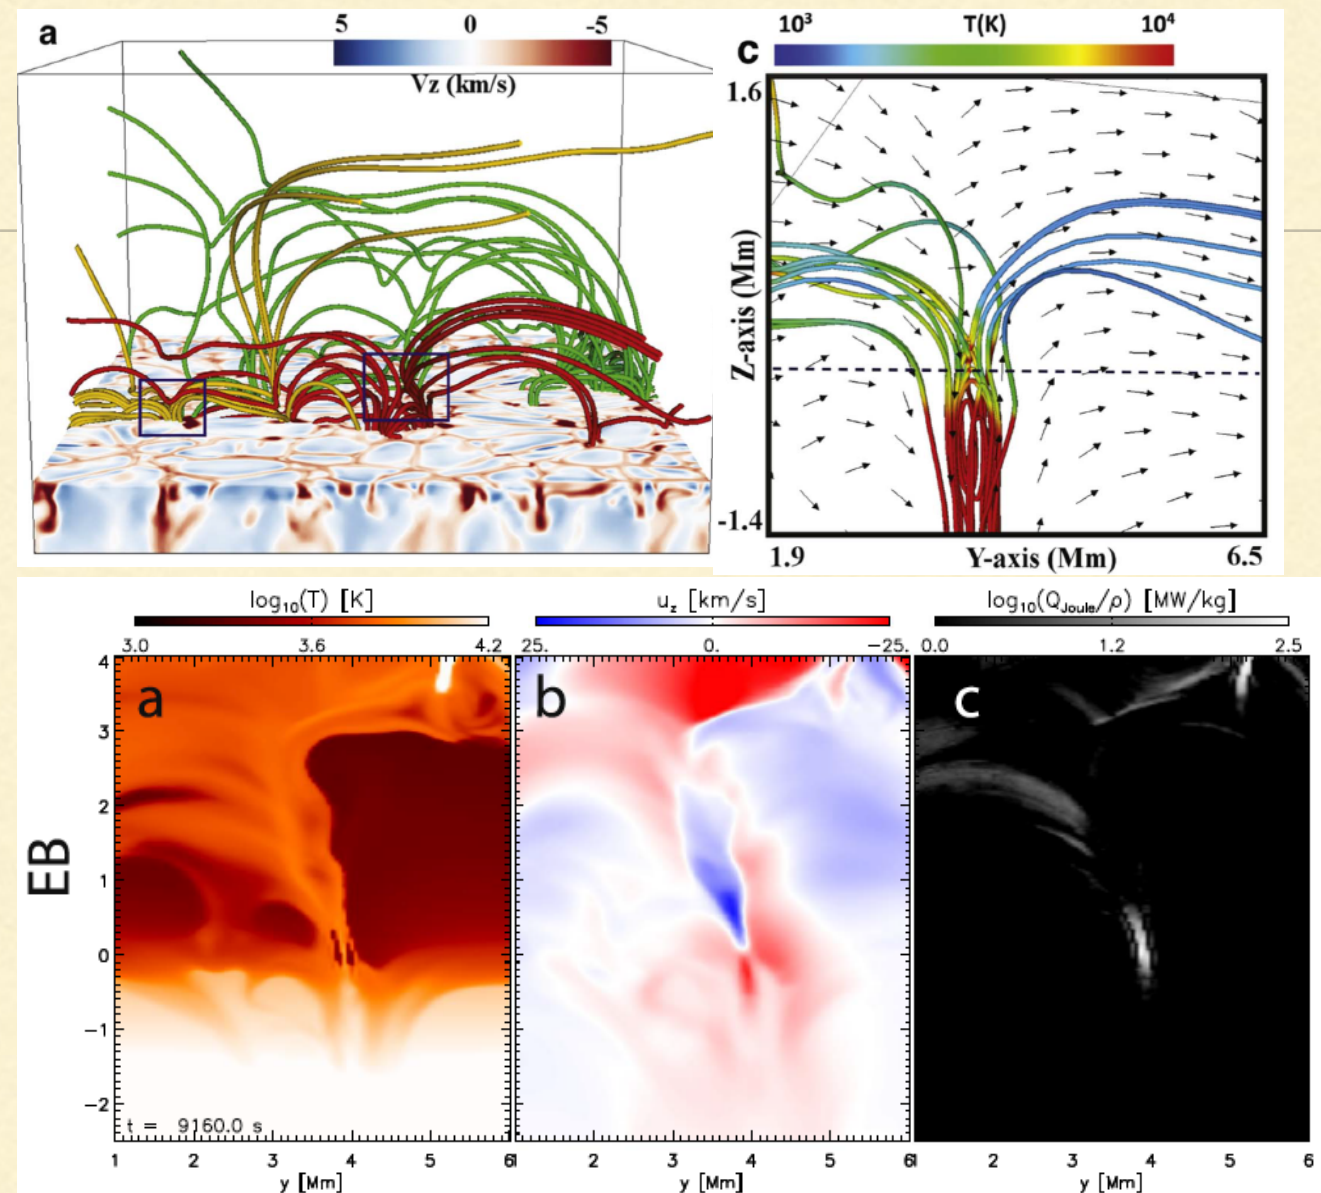 a
5 0 -5
Vz (km/s)
10³ T(K) 10⁴
c
1.6
Z-axis (Mm)
-1.4
1.9 Y-axis (Mm) 6.5
log₁₀(T) [K]
3.0 3.6 4.2
u_z [km/s]
25. 0. -25.
log₁₀(Q_Joule/ρ) [MW/kg]
0.0 1.2 2.5
EB
a
b
c
4
3
2
1
0
-1
-2
t = 9160.0 s
1 2 3 4 5 6
y [Mm]
1 2 3 4 5 6
y [Mm]
1 2 3 4 5 6
y [Mm]